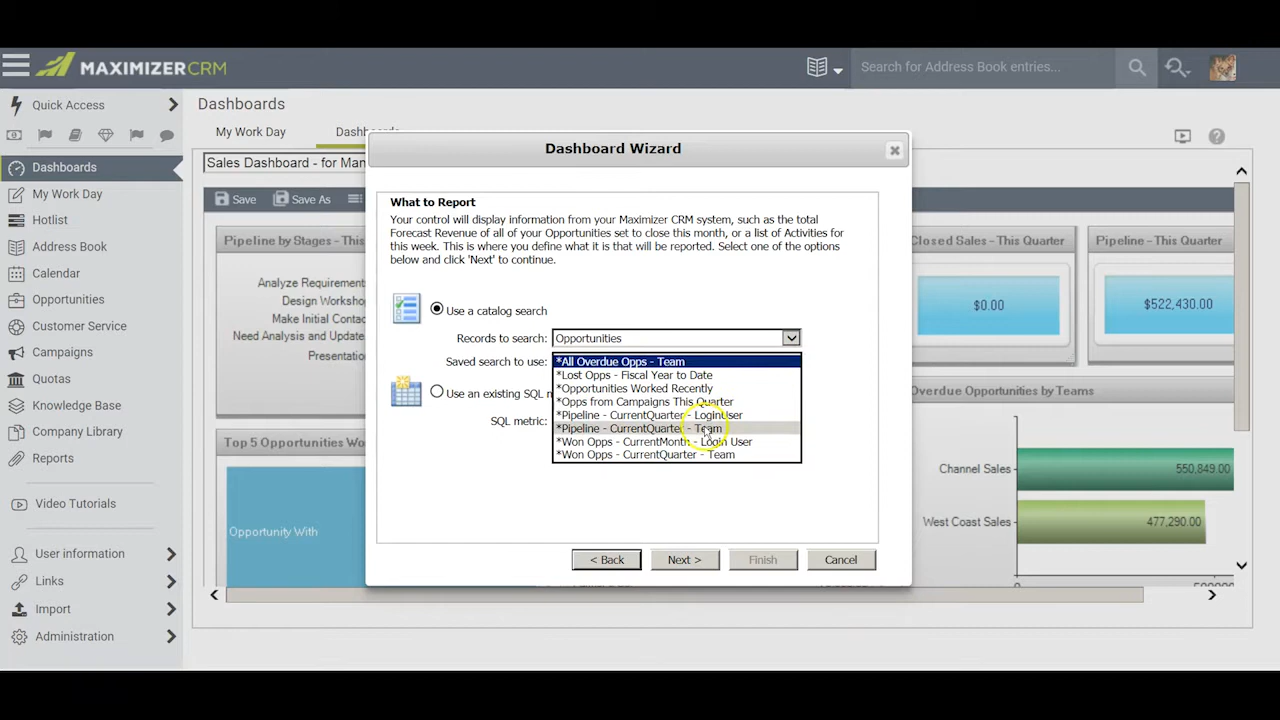 MAXIMIZER CRM
Search for Address Book entries...
Quick Access
Dashboards
My Work Day
Hotlist
Address Book
Calendar
Opportunities
Customer Service
Campaigns
Quotas
Knowledge Base
Company Library
Reports
Video Tutorials
User information
Links
Import
Administration
Dashboards
My Work Day
Sales Dashboard - for Man
Save
Save As
Pipeline by Stages - This
Analyze Requirement
Design Worksho
Make Initial Contac
Need Analysis and Update
Presentation
Top 5 Opportunities Wo
Opportunity With
Dashboard Wizard
What to Report
Your control will display information from your Maximizer CRM system, such as the total
Forecast Revenue of all of your Opportunities set to close this month, or a list of Activities for
this week. This is where you define what it is that will be reported. Select one of the options
below and click 'Next' to continue.
Use a catalog search
Records to search: Opportunities
Saved search to use:
*All Overdue Opps - Team
*Lost Opps - Fiscal Year to Date
*Opportunities Worked Recently
*Opps from Campaigns This Quarter
*Pipeline - CurrentQuarter - LoginUser
*Pipeline - CurrentQuarter - Team
*Won Opps - CurrentMonth - Login User
*Won Opps - CurrentQuarter - Team
Use an existing SQL m
SQL metric:
< Back
Next >
Finish
Cancel
Closed Sales - This Quarter
$0.00
Pipeline - This Quarter
$522,430.00
Overdue Opportunities by Teams
Channel Sales
550,849.00
West Coast Sales
477,290.00